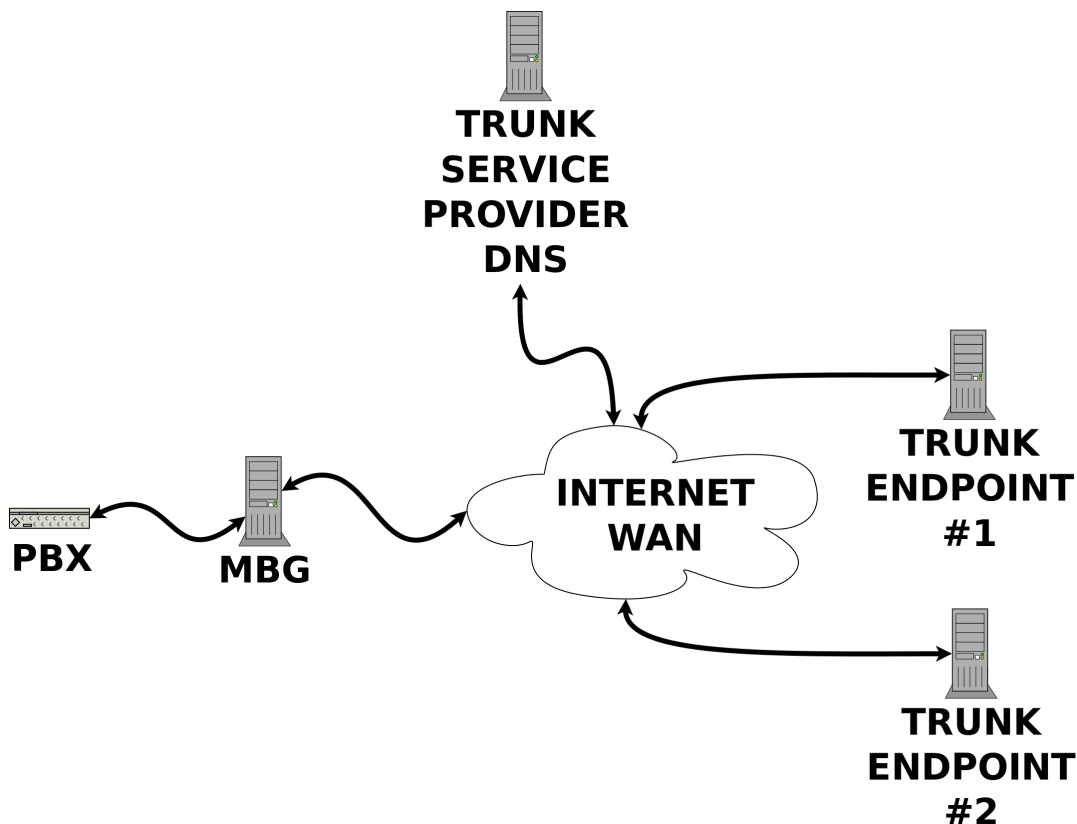 TRUNK
SERVICE
PROVIDER
DNS
TRUNK
ENDPOINT
#1
INTERNET
WAN
PBX
MBG
TRUNK
ENDPOINT
#2